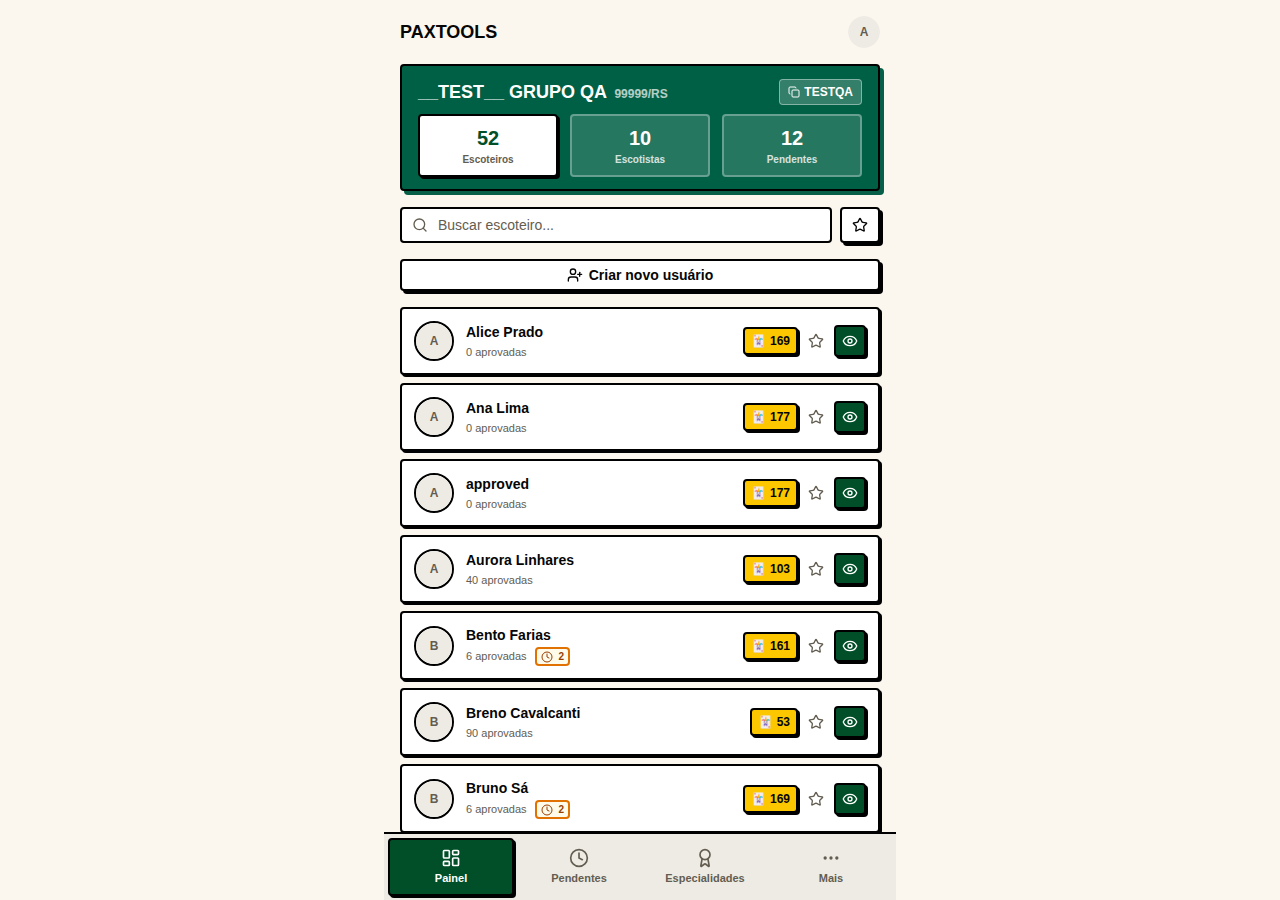 PAXTOOLS
A
__TEST__ GRUPO QA 99999/RS
TESTQA
52
Escoteiros
10
Escotistas
12
Pendentes
Buscar escoteiro...
Criar novo usuário
A
Alice Prado
0 aprovadas
169
A
Ana Lima
0 aprovadas
177
A
approved
0 aprovadas
177
A
Aurora Linhares
40 aprovadas
103
B
Bento Farias
6 aprovadas 2
161
B
Breno Cavalcanti
90 aprovadas
53
B
Bruno Sá
6 aprovadas 2
169
Painel
Pendentes
Especialidades
Mais